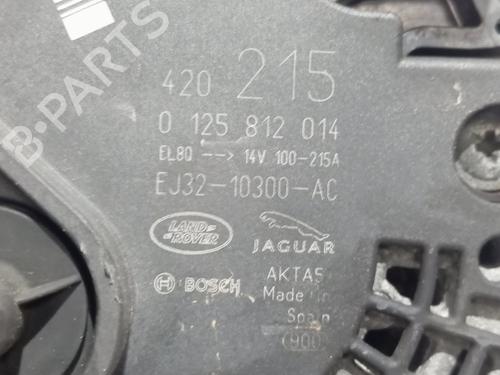 420 215
0 125 812 014
EL80 --> 14V 100-215A
EJ32-10300-AC
LAND ROVER
JAGUAR
BOSCH
AKTAS
Made in
Spain
900
B-PARTS